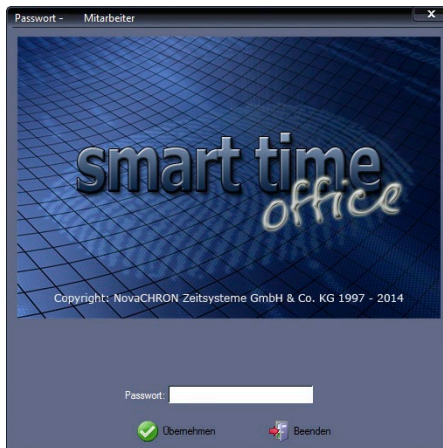 Passwort - Mitarbeiter
smart time
office
Copyright: NovaCHRON Zeitsysteme GmbH & Co. KG 1997 - 2014
Passwort:
Übernehmen Beenden